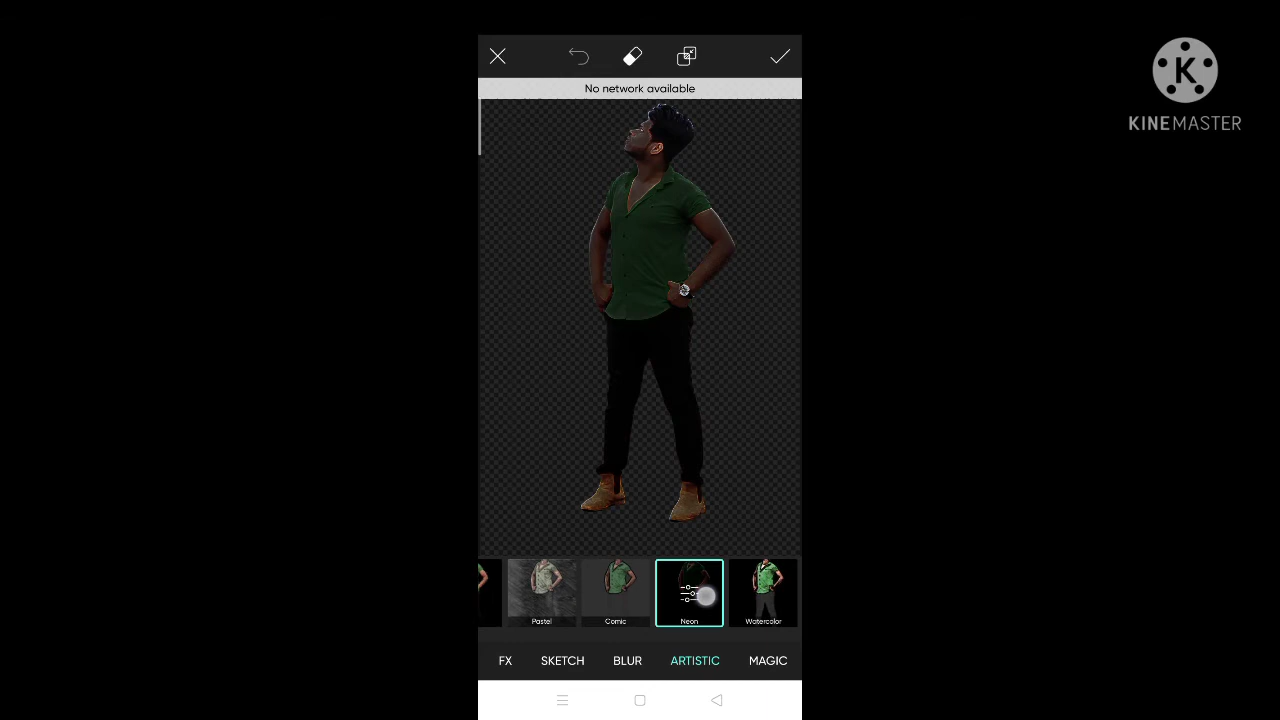 No network available
K
KINEMASTER
Pastel
Comic
Neon
Watercolor
FX
SKETCH
BLUR
ARTISTIC
MAGIC